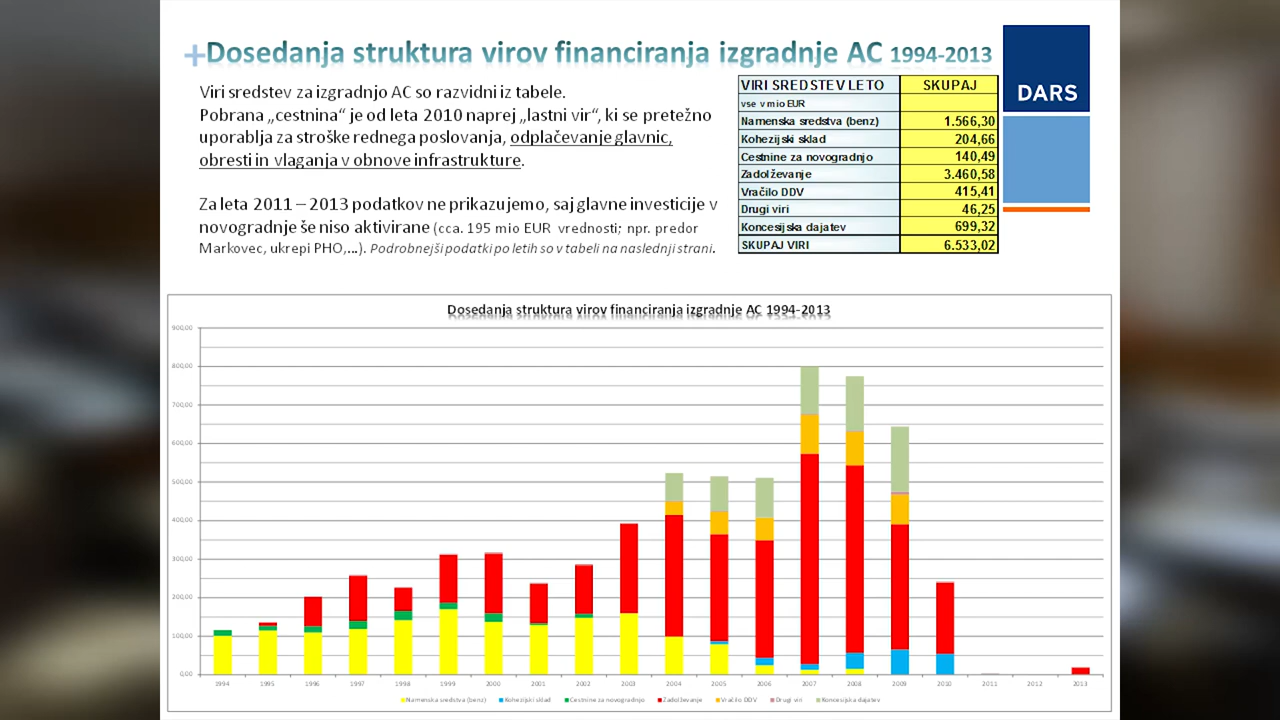 +Dosedanja struktura virov financiranja izgradnje AC 1994-2013
Viri sredstev za izgradnjo AC so razvidni iz tabele.
Pobrana „cestnina“ je od leta 2010 naprej „lastni vir“, ki se pretežno
uporablja za stroške rednega poslovanja, odplačevanje glavnic,
obresti in vlaganja v obnove infrastrukture.
Za leta 2011 – 2013 podatkov ne prikazujemo, saj glavne investicije v
novogradnje še niso aktivirane (cca. 195 mio EUR vrednosti; npr. predor
Markovec, ukrepi PHO,...). Podrobnejši podatki po letih so v tabeli na naslednji strani.
VIRI SREDSTEV LETO SKUPAJ
vse v mio EUR
Namenska sredstva (benz) 1.566,30
Kohezijski sklad 204,66
Cestnine za novogradnjo 140,49
Zadolževanje 3.460,58
Vračilo DDV 415,41
Drugi viri 46,25
Koncesijska dajatev 699,32
SKUPAJ VIRI 6.533,02
DARS
Dosedanja struktura virov financiranja izgradnje AC 1994-2013
900,00
800,00
700,00
600,00
500,00
400,00
300,00
200,00
100,00
0,00
1994 1995 1996 1997 1998 1999 2000 2001 2002 2003 2004 2005 2006 2007 2008 2009 2010 2011 2012 2013
Namenska sredstva (benz) Kohezijski sklad Cestnine za novogradnjo Zadolževanje Vračilo DDV Drugi viri Koncesijska dajatev